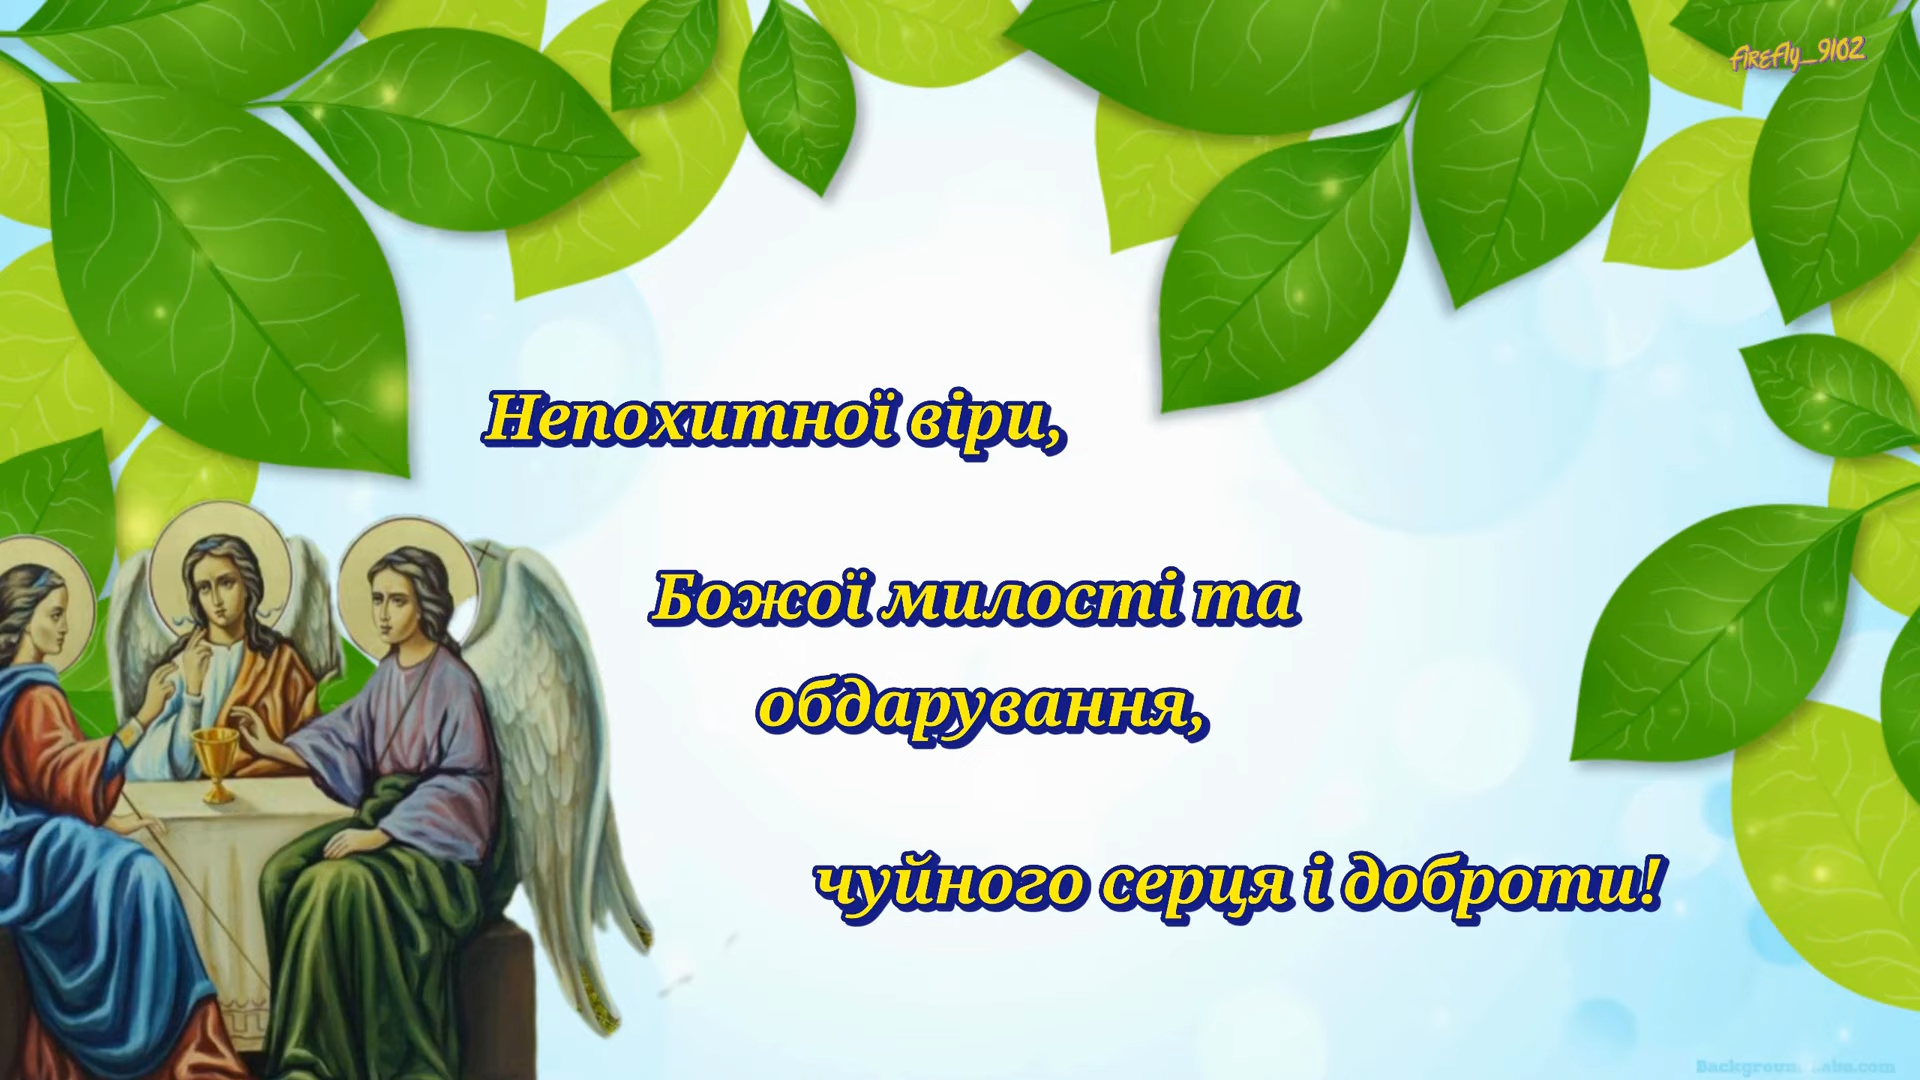 FIREFly_9102
Непохитної віри,
Божої милості та
обдарування,
чуйного серця і доброти!